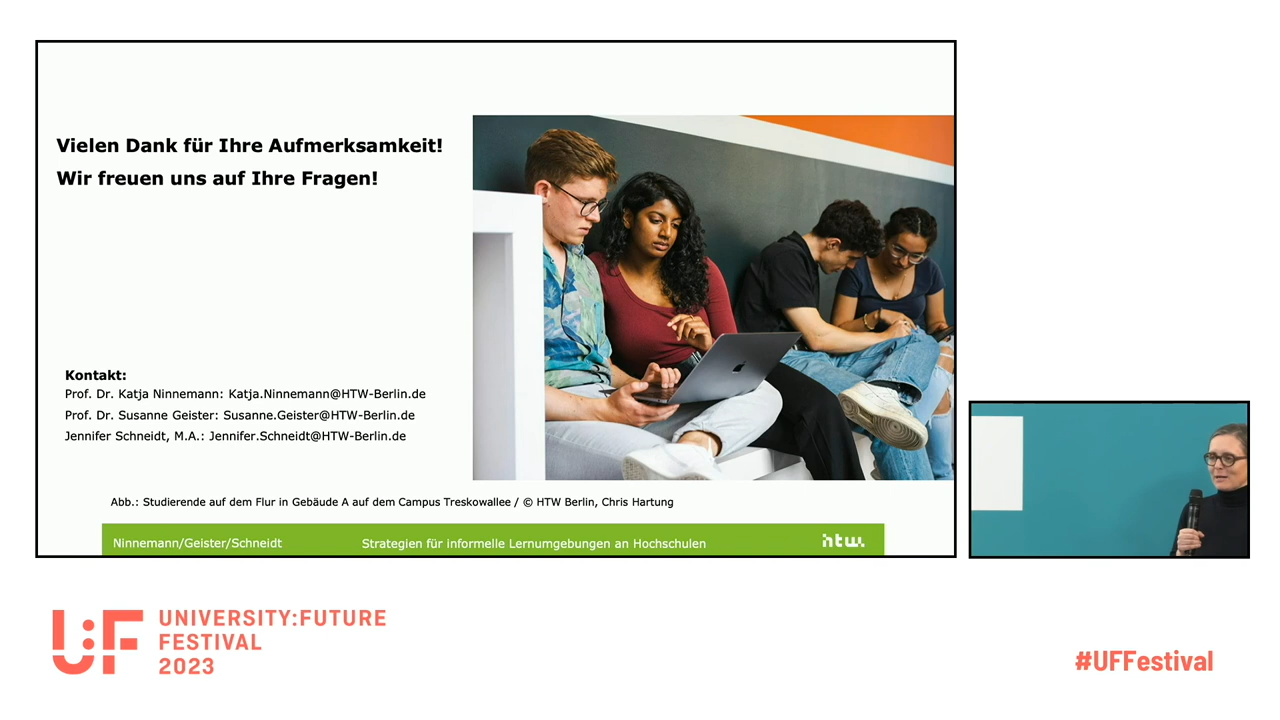 Vielen Dank für Ihre Aufmerksamkeit!
Wir freuen uns auf Ihre Fragen!
Kontakt:
Prof. Dr. Katja Ninnemann: Katja.Ninnemann@HTW-Berlin.de
Prof. Dr. Susanne Geister: Susanne.Geister@HTW-Berlin.de
Jennifer Schneidt, M.A.: Jennifer.Schneidt@HTW-Berlin.de
Abb.: Studierende auf dem Flur in Gebäude A auf dem Campus Treskowallee / © HTW Berlin, Chris Hartung
Ninnemann/Geister/Schneidt
Strategien für informelle Lernumgebungen an Hochschulen
htw.
U:F
UNIVERSITY:FUTURE
FESTIVAL
2023
#UFFestival